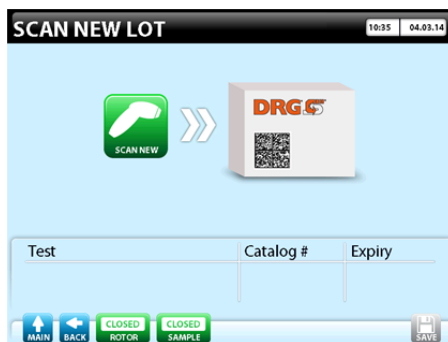 SCAN NEW LOT
10:35 04.03.14
SCAN NEW
DRG
Test Catalog # Expiry
CLOSED CLOSED
MAIN BACK ROTOR SAMPLE SAVE